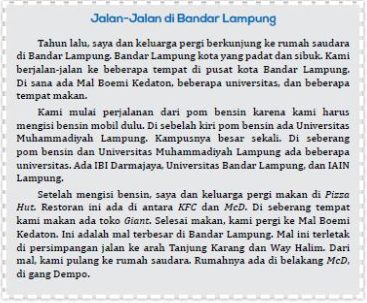 Jalan-Jalan di Bandar Lampung
Tahun lalu, saya dan keluarga pergi berkunjung ke rumah saudara
di Bandar Lampung. Bandar Lampung kota yang padat dan sibuk. Kami
berjalan-jalan ke beberapa tempat di pusat kota Bandar Lampung.
Di sana ada Mal Boemi Kedaton, beberapa universitas, dan beberapa
tempat makan.
Kami mulai perjalanan dari pom bensin karena kami harus
mengisi bensin mobil dulu. Di sebelah kiri pom bensin ada Universitas
Muhammadiyah Lampung. Kampusnya besar sekali. Di seberang
pom bensin dan Universitas Muhammadiyah Lampung ada beberapa
universitas. Ada IBI Darmajaya, Universitas Bandar Lampung, dan IAIN
Lampung.
Setelah mengisi bensin, saya dan keluarga pergi makan di Pizza
Hut. Restoran ini ada di antara KFC dan McD. Di seberang tempat
kami makan ada toko Giant. Selesai makan, kami pergi ke Mal Boemi
Kedaton. Ini adalah mal terbesar di Bandar Lampung. Mal ini terletak
di persimpangan jalan ke arah Tanjung Karang dan Way Halim. Dari
mal, kami pulang ke rumah saudara. Rumahnya ada di belakang McD,
di gang Dempo.